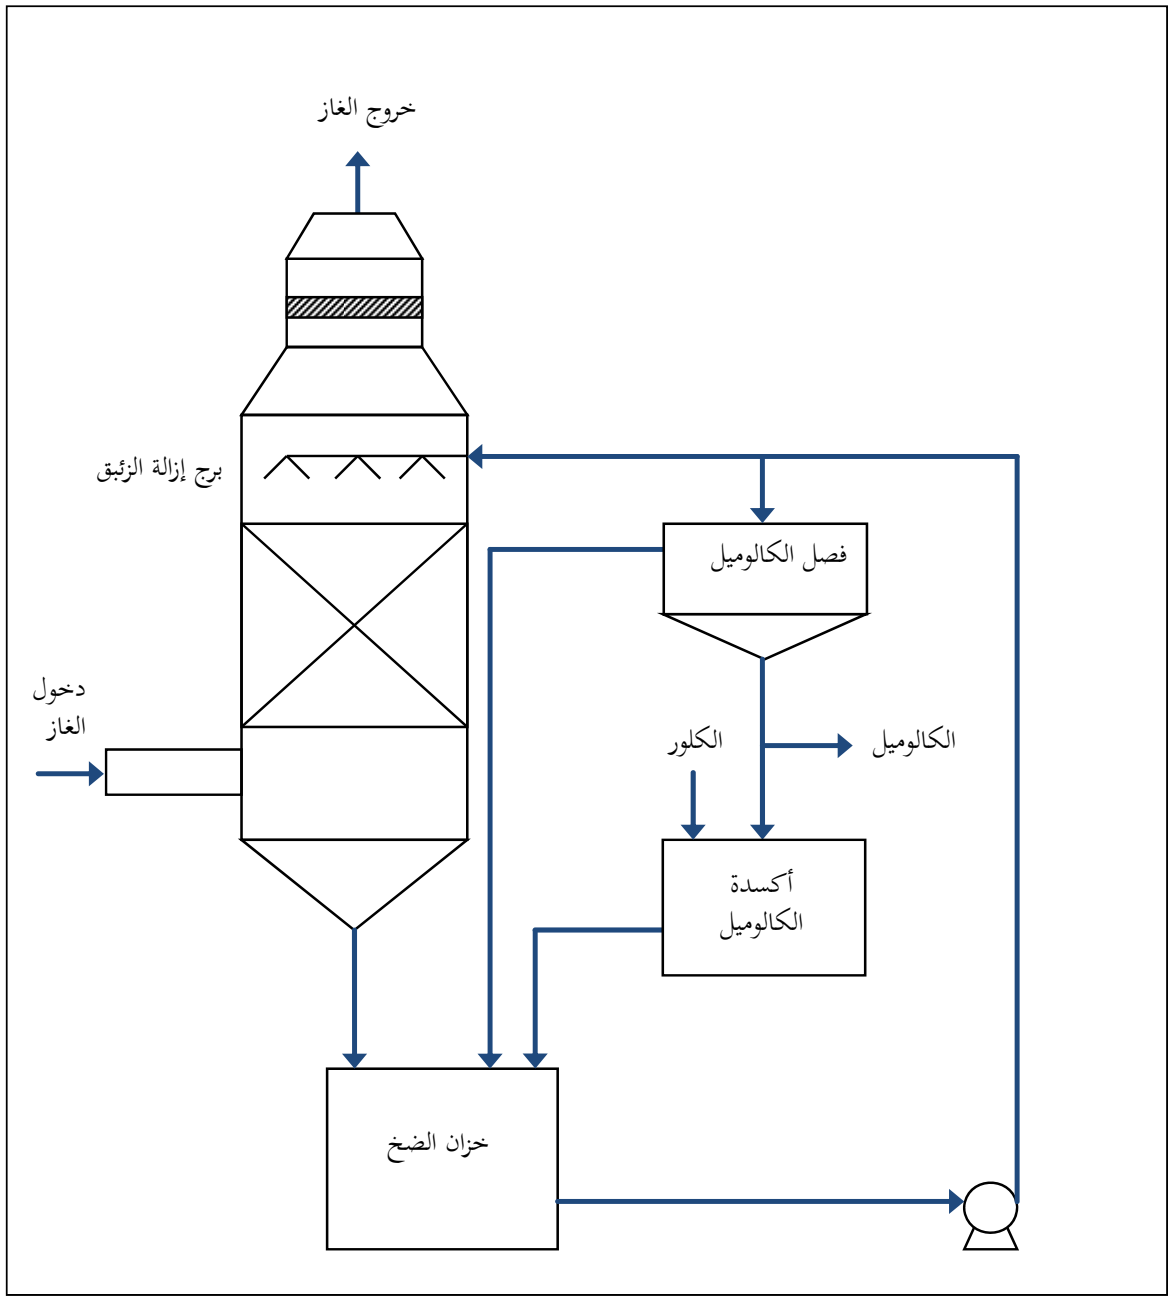 خروج الغاز
برج إزالة الزئبق
فصل الكالوميل
دخول
الغاز
الكلور
الكالوميل
أكسدة
الكالوميل
خزان الضخ